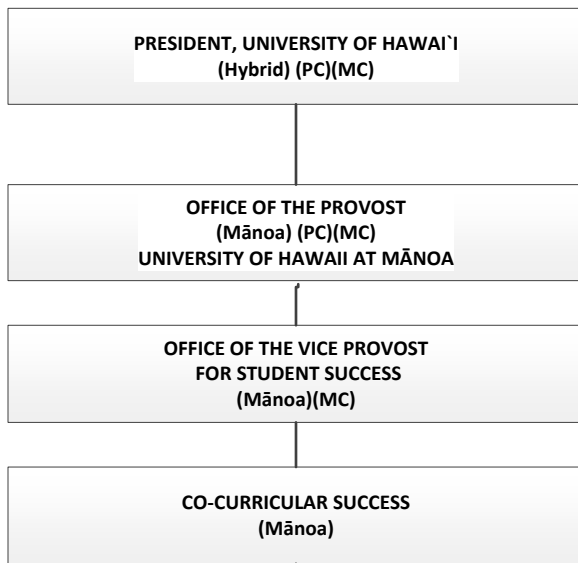 PRESIDENT, UNIVERSITY OF HAWAI`I
(Hybrid) (PC)(MC)
OFFICE OF THE PROVOST
(Mānoa) (PC)(MC)
UNIVERSITY OF HAWAII AT MĀNOA
OFFICE OF THE VICE PROVOST
FOR STUDENT SUCCESS
(Mānoa)(MC)
CO-CURRICULAR SUCCESS
(Mānoa)